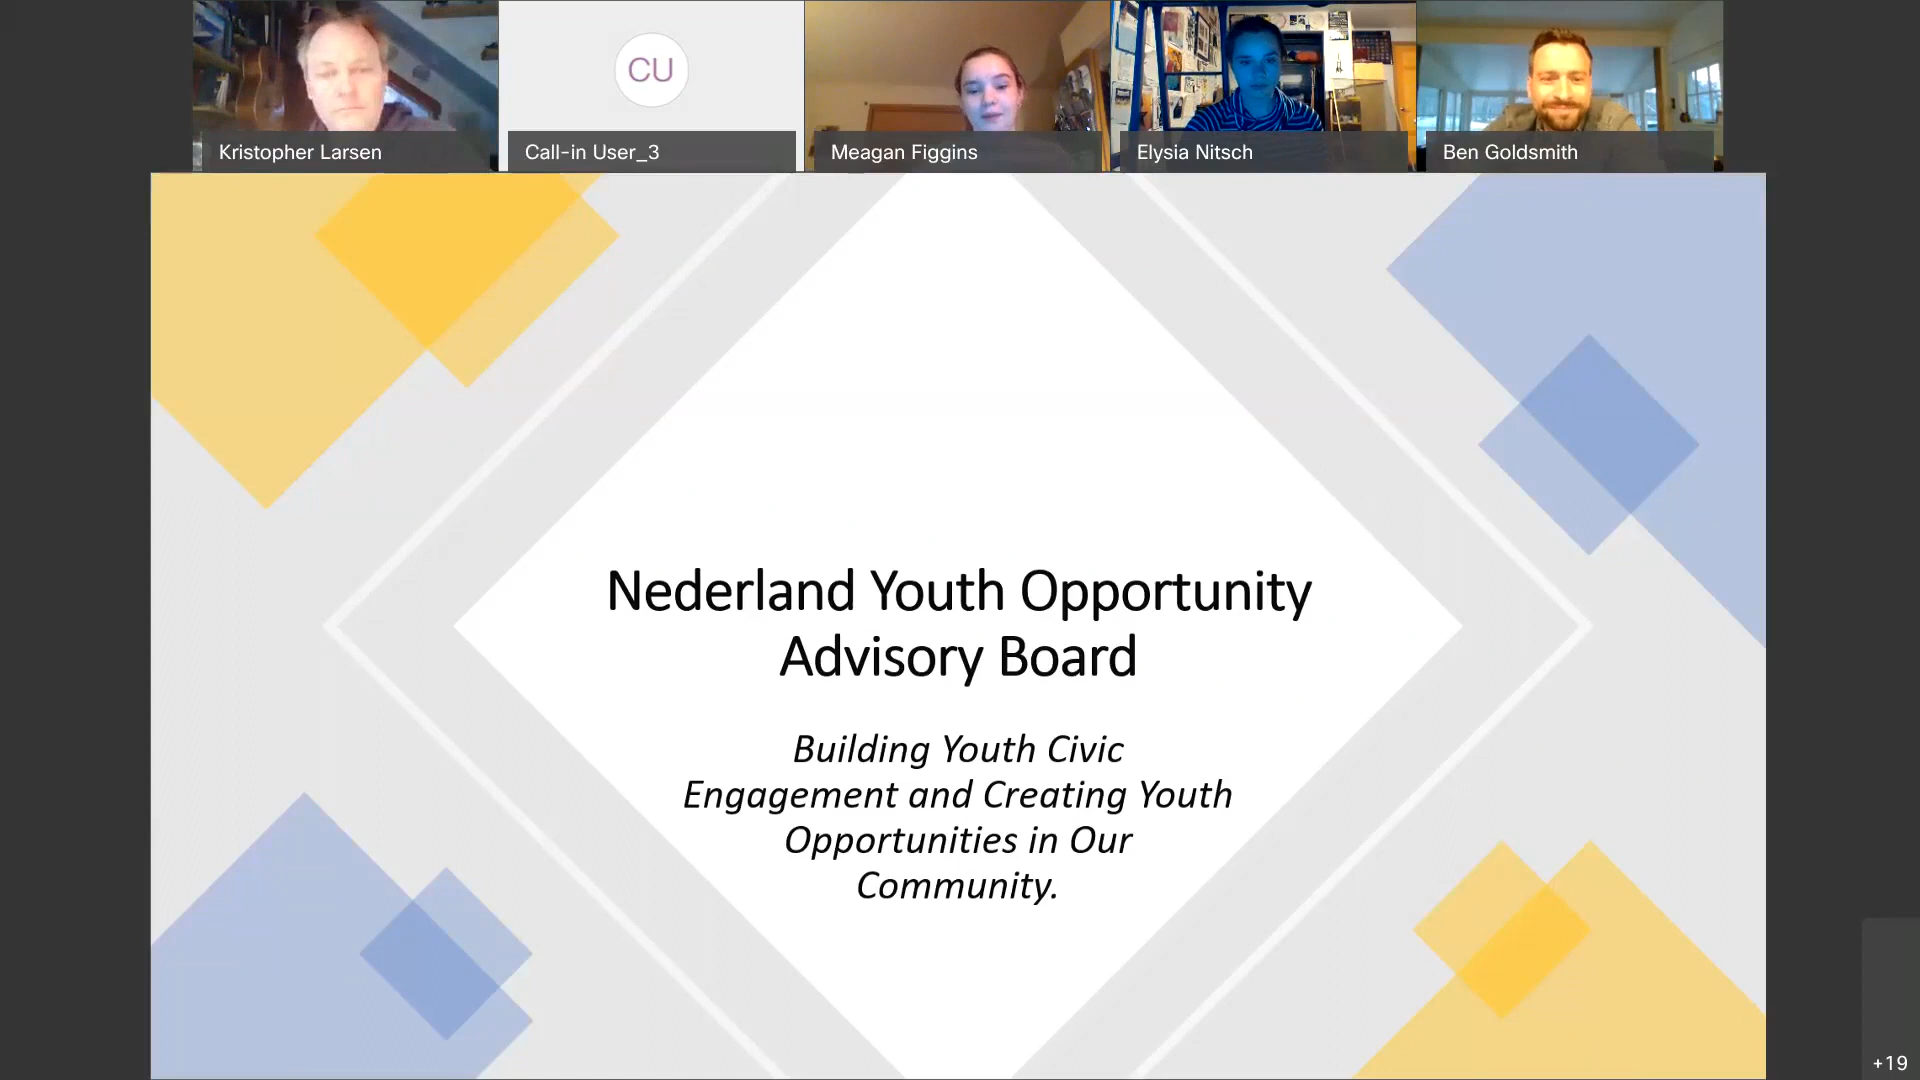 CU
Kristopher Larsen
Call-in User_3
Meagan Figgins
Elysia Nitsch
Ben Goldsmith
Nederland Youth Opportunity
Advisory Board
Building Youth Civic
Engagement and Creating Youth
Opportunities in Our
Community.
+19